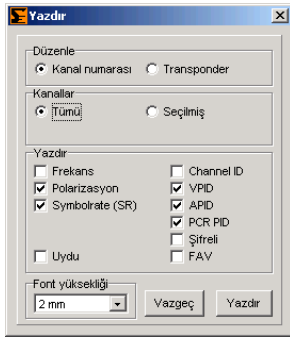 Yazdır
Düzenle
Kanal numarası Transponder
Kanallar
Tümü Seçilmiş
Yazdır
Frekans Channel ID
Polarizasyon VPID
Symbolrate (SR) APID
PCR PID
Şifreli
Uydu FAV
Font yüksekliği
2 mm Vazgeç Yazdır